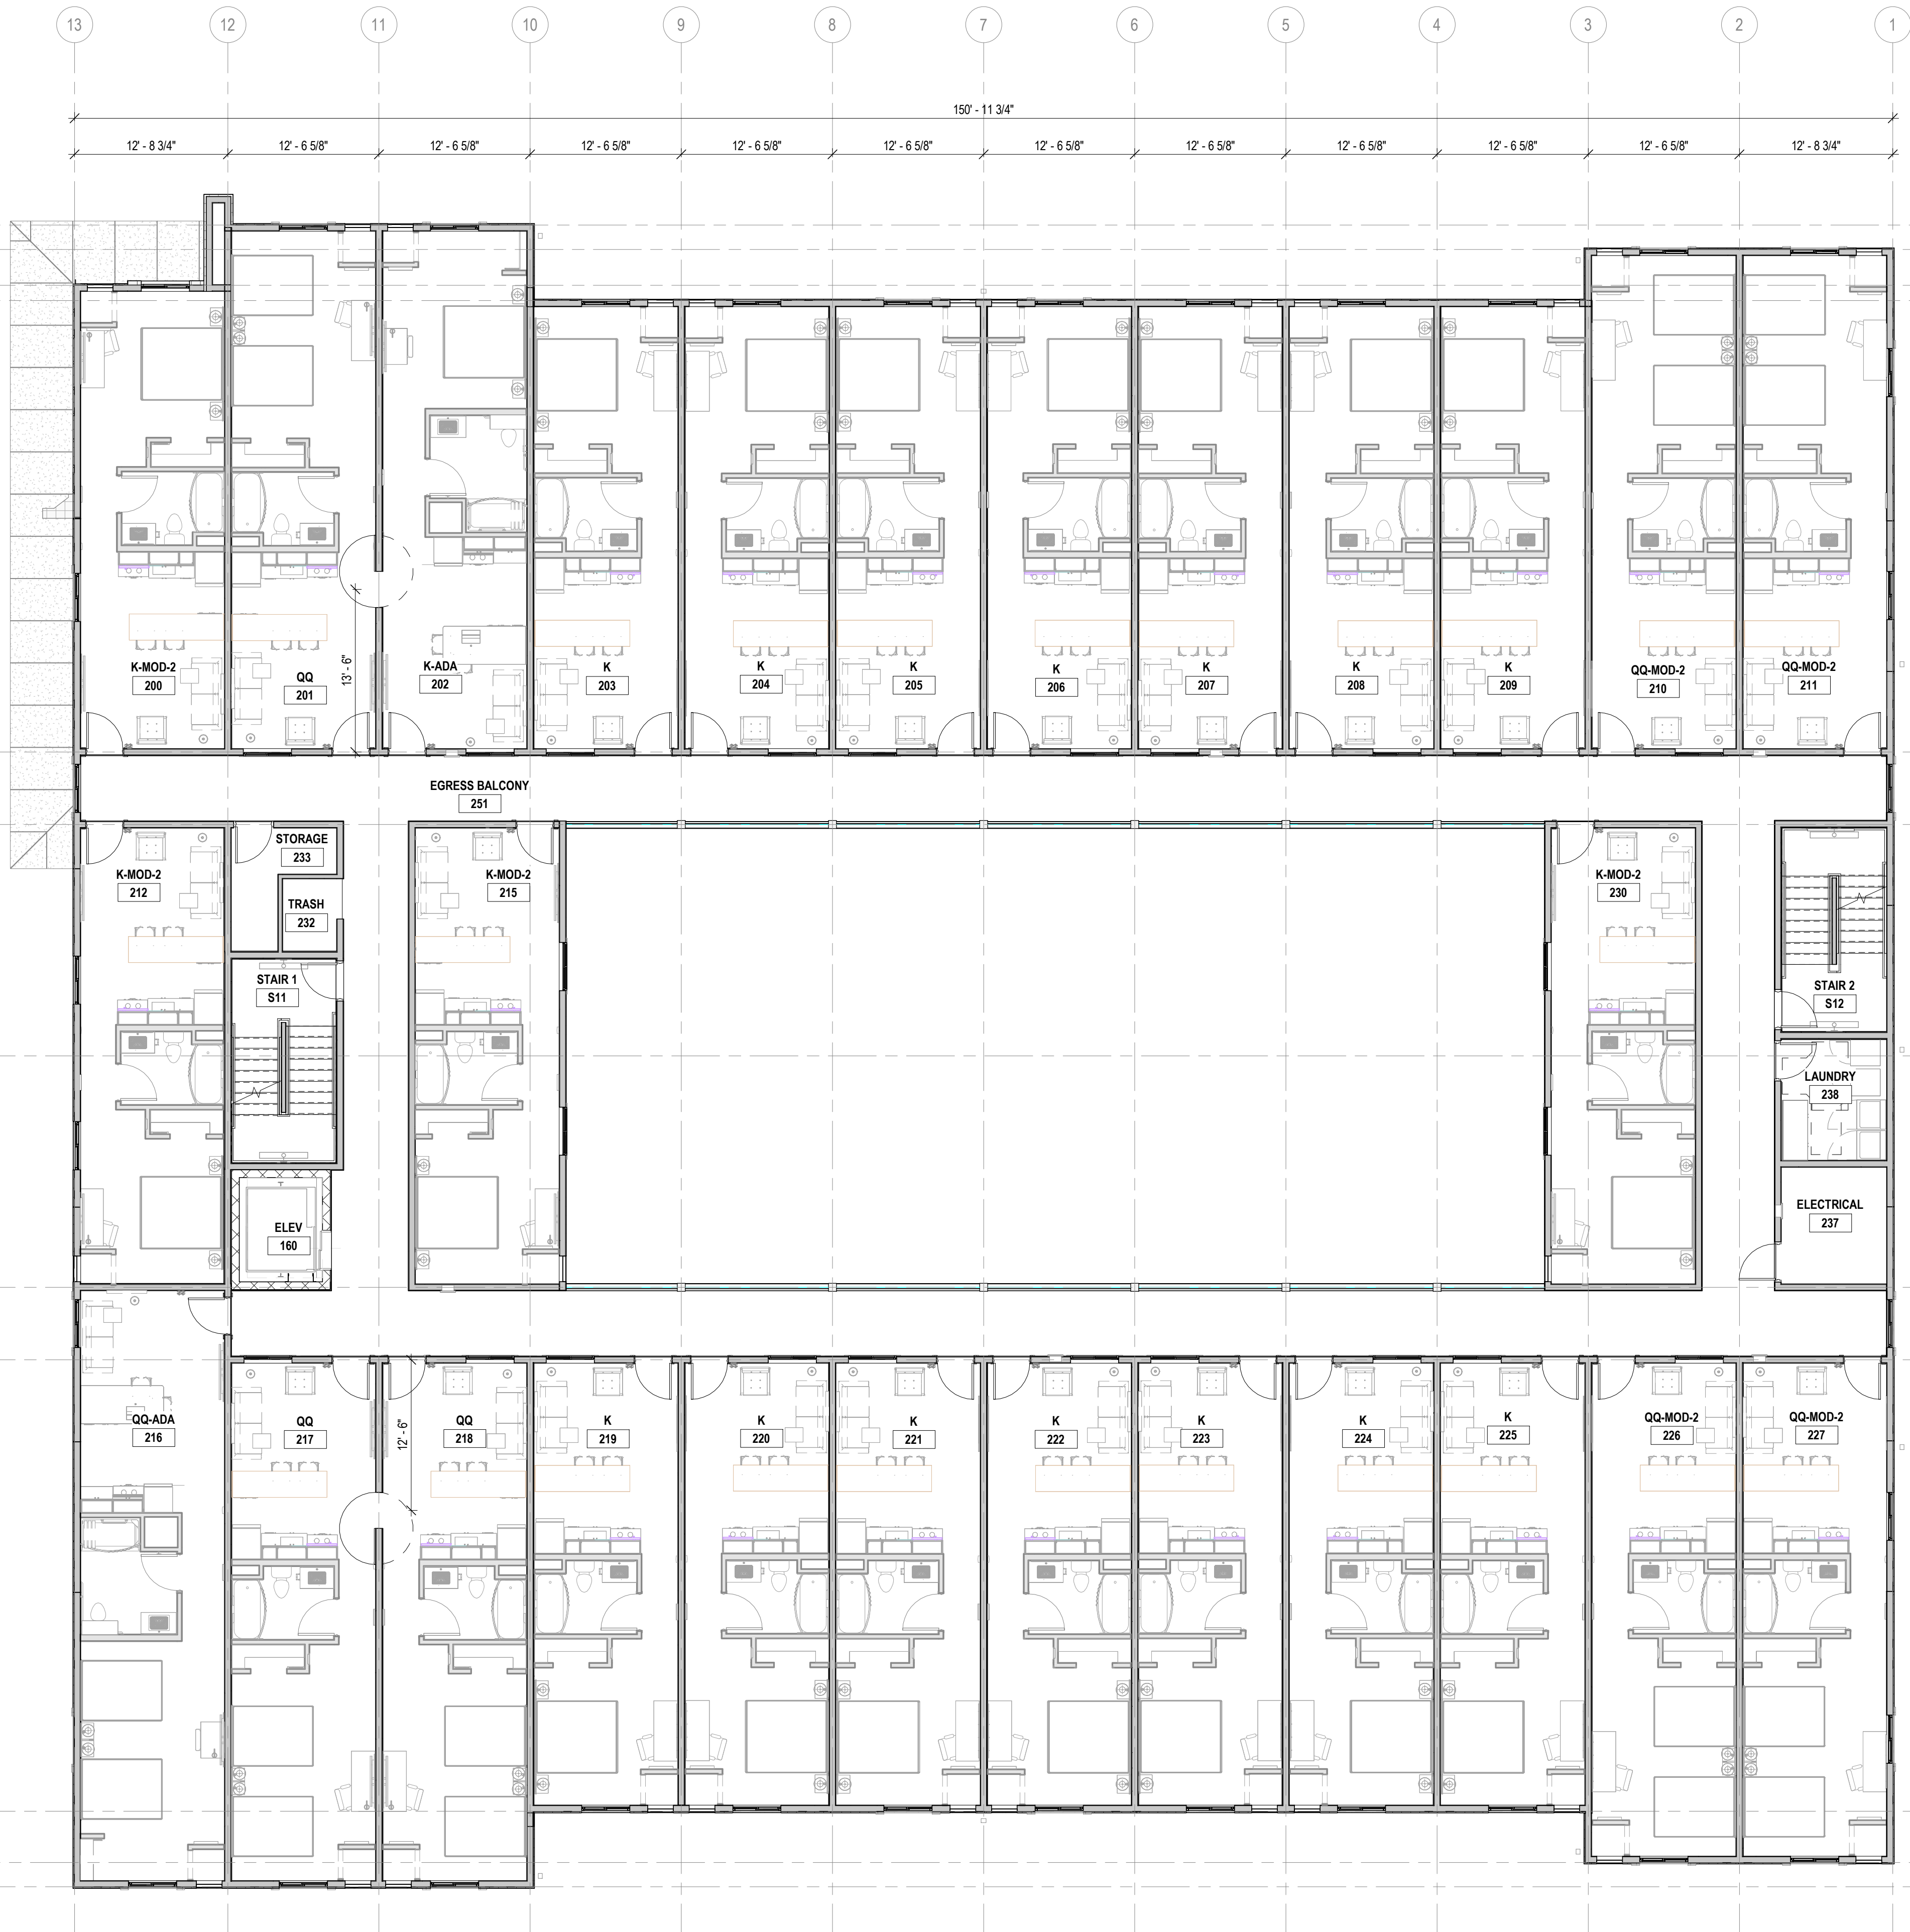 13 12 11 10 9 8 7 6 5 4 3 2 1
150' - 11 3/4"
12' - 8 3/4" 12' - 6 5/8" 12' - 6 5/8" 12' - 6 5/8" 12' - 6 5/8" 12' - 6 5/8" 12' - 6 5/8" 12' - 6 5/8" 12' - 6 5/8" 12' - 6 5/8" 12' - 6 5/8" 12' - 8 3/4"
K-MOD-2
200
QQ
201
13' - 6"
K-ADA
202
K
203
K
204
K
205
K
206
K
207
K
208
K
209
QQ-MOD-2
210
QQ-MOD-2
211
EGRESS BALCONY
251
K-MOD-2
212
STORAGE
233
TRASH
232
K-MOD-2
215
K-MOD-2
230
STAIR 1
S11
STAIR 2
S12
LAUNDRY
238
ELEV
160
ELECTRICAL
237
QQ-ADA
216
QQ
217
12' - 6"
QQ
218
K
219
K
220
K
221
K
222
K
223
K
224
K
225
QQ-MOD-2
226
QQ-MOD-2
227